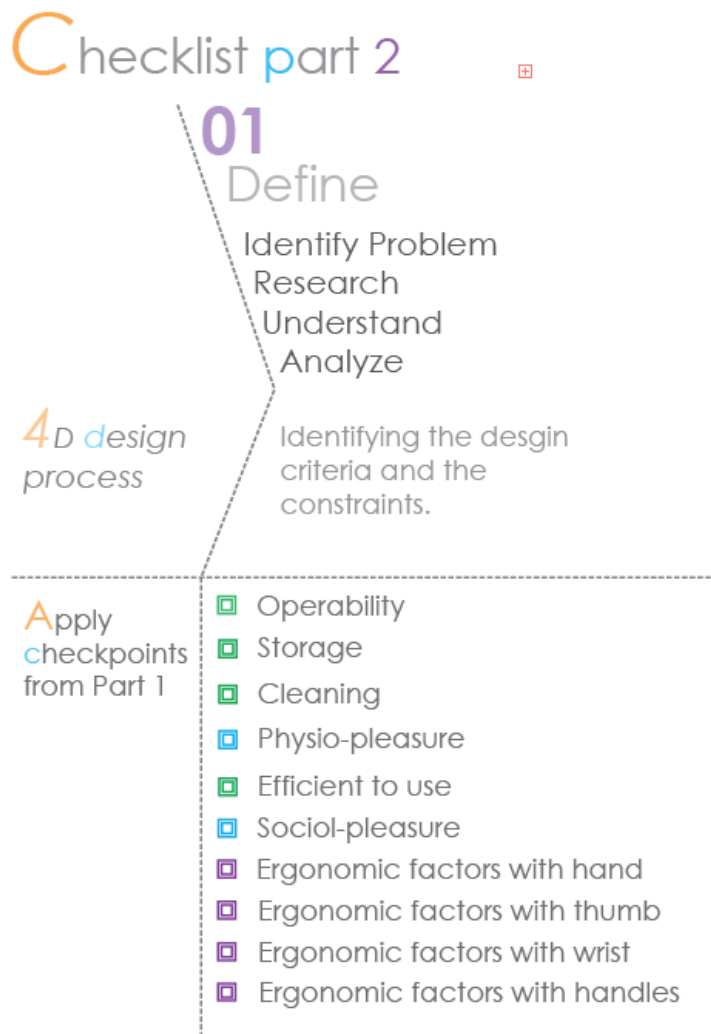 Checklist part 2
01
Define
Identify Problem
Research
Understand
Analyze
4D design
process
Identifying the desgin
criteria and the
constraints.
Apply
checkpoints
from Part 1
Operability
Storage
Cleaning
Physio-pleasure
Efficient to use
Sociol-pleasure
Ergonomic factors with hand
Ergonomic factors with thumb
Ergonomic factors with wrist
Ergonomic factors with handles